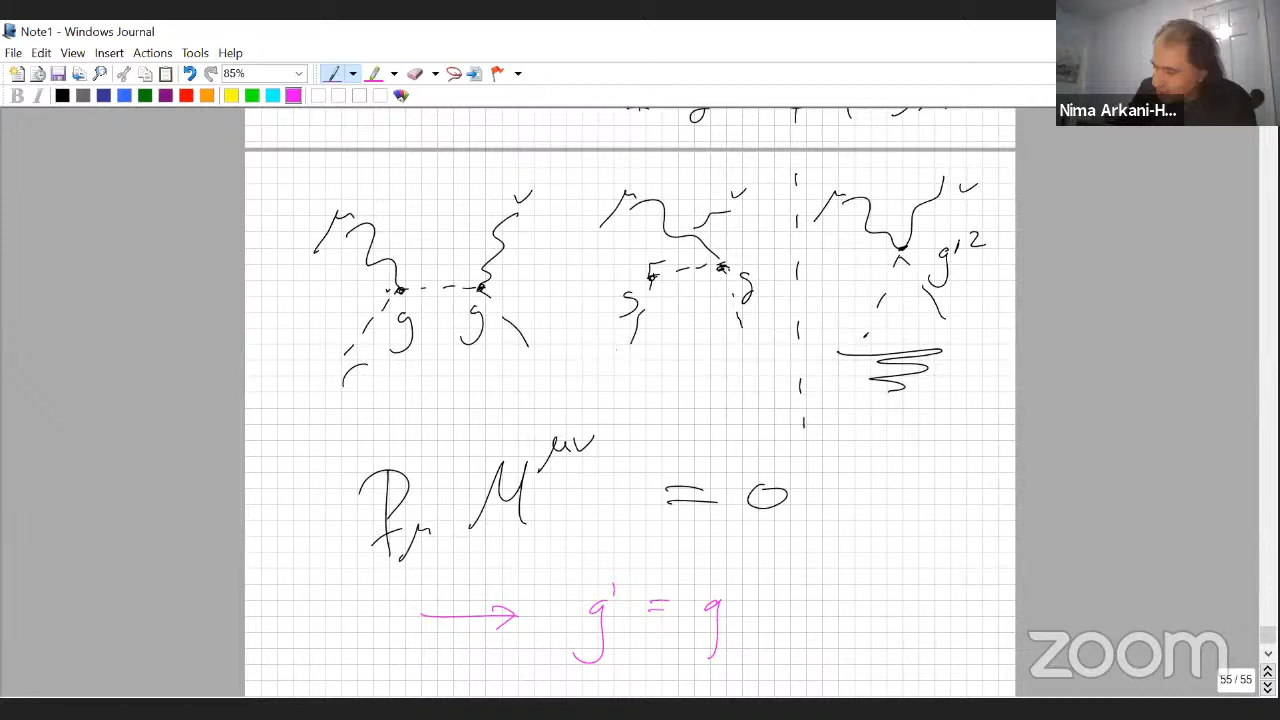 Note1 - Windows Journal
File Edit View Insert Actions Tools Help
85%
B I
Nima Arkani-H...
μ ν μ ν μ ν
g g g g g'²
Pμ M^μν = 0
→ g' = g
zoom
55 / 55